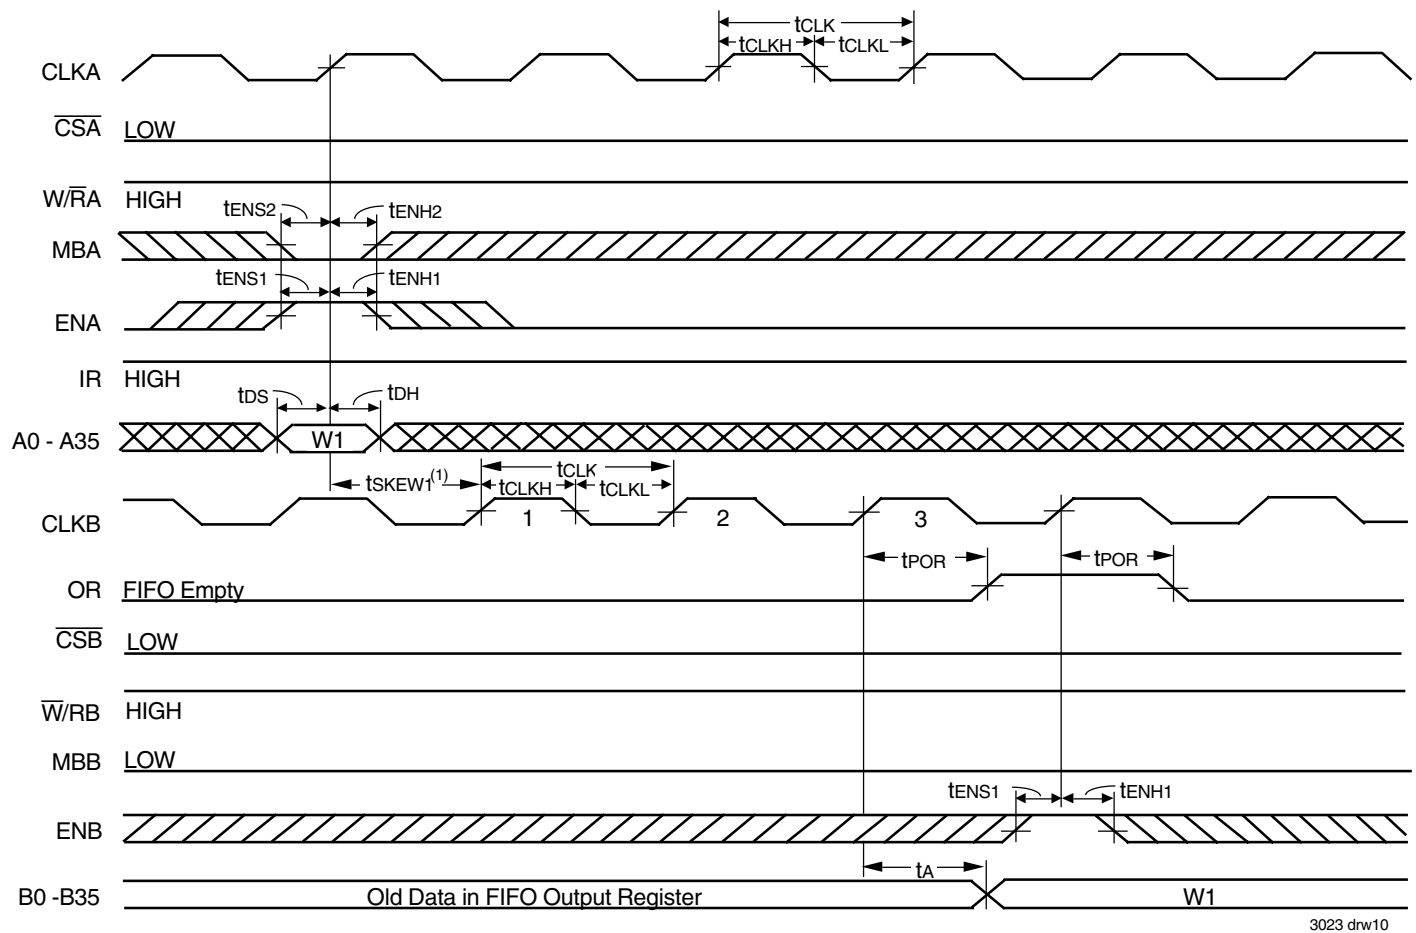 tCLK
tCLKH tCLKL
CLKA
CSA LOW
W/RA HIGH
tENS2 tENH2
MBA
tENS1 tENH1
ENA
IR HIGH
tDS tDH
A0 - A35 W1
tSKEW1(1) tCLK
tCLKH tCLKL
CLKB 1 2 3
tPOR tPOR
OR FIFO Empty
CSB LOW
W/RB HIGH
MBB LOW
tENS1 tENH1
ENB
tA
B0 -B35 Old Data in FIFO Output Register W1
3023 drw10